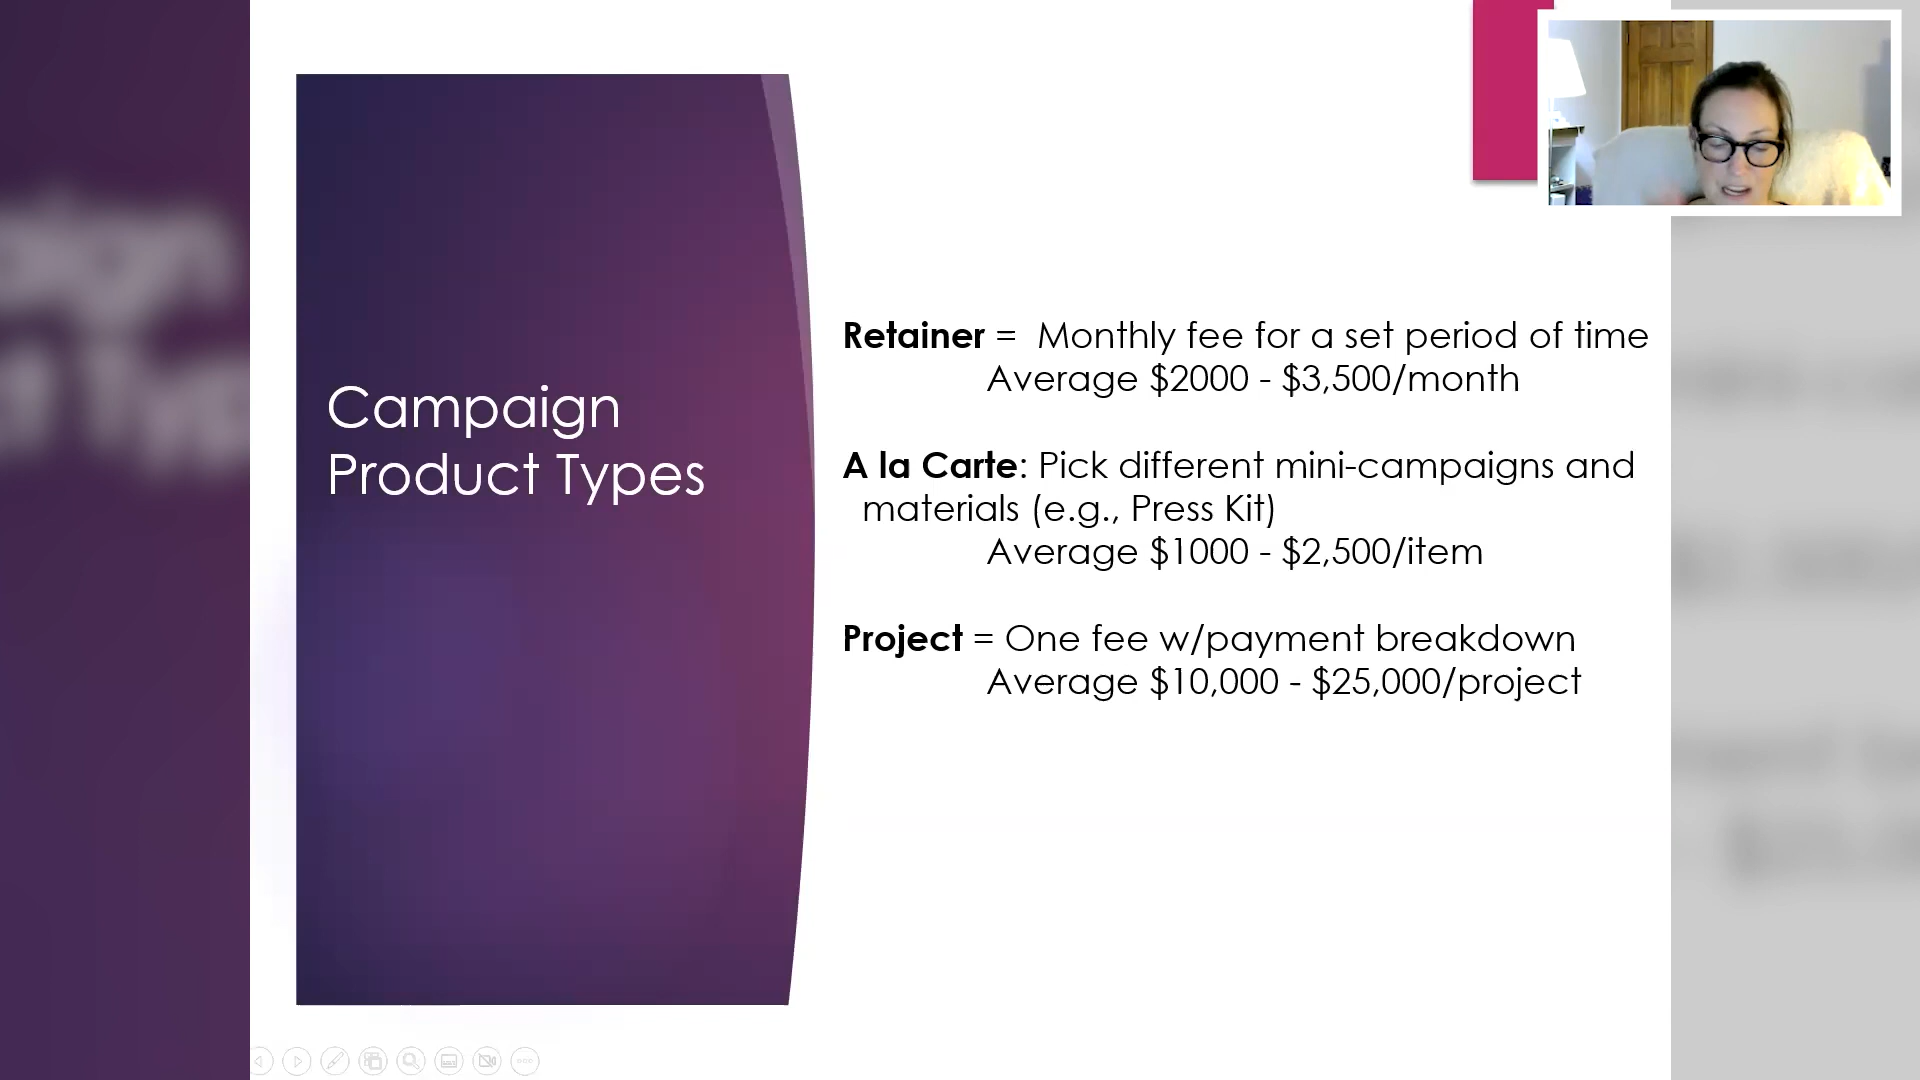 Campaign
Product Types
Retainer = Monthly fee for a set period of time
Average $2000 - $3,500/month
A la Carte: Pick different mini-campaigns and
materials (e.g., Press Kit)
Average $1000 - $2,500/item
Project = One fee w/payment breakdown
Average $10,000 - $25,000/project